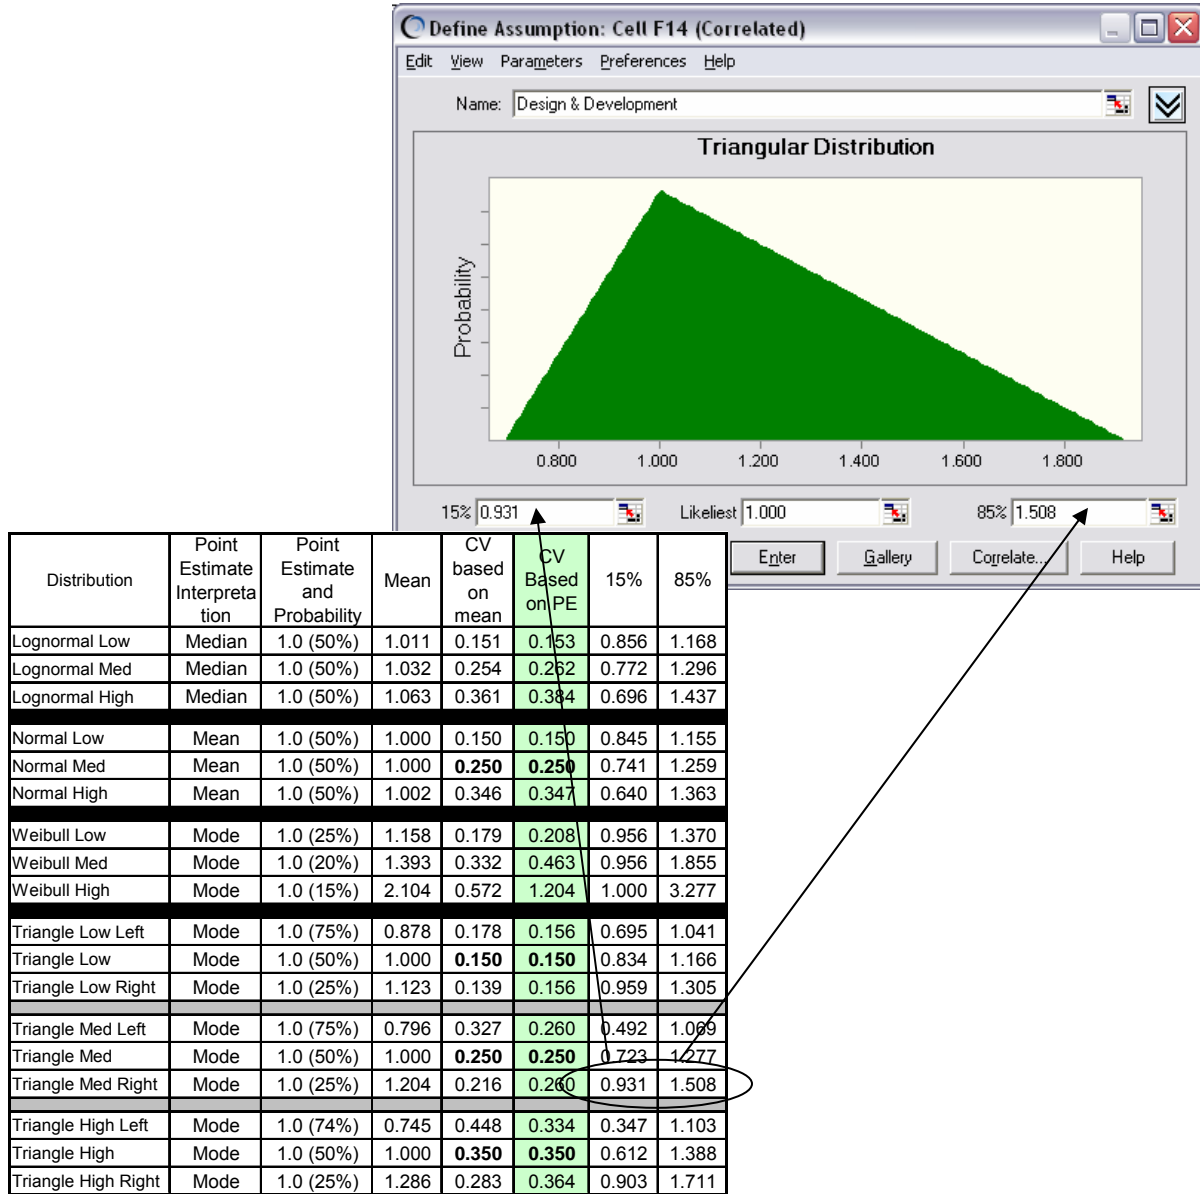 Define Assumption: Cell F14 (Correlated)
Edit View Parameters Preferences Help
Name: Design & Development
Triangular Distribution
Probability
0.800 1.000 1.200 1.400 1.600 1.800
15% 0.931 Likeliest 1.000 85% 1.508
Enter Gallery Correlate... Help
Distribution Point Estimate Interpreta tion Point Estimate and Probability Mean CV based on mean CV Based on PE 15% 85%
Lognormal Low Median 1.0 (50%) 1.011 0.151 0.153 0.856 1.168
Lognormal Med Median 1.0 (50%) 1.032 0.254 0.262 0.772 1.296
Lognormal High Median 1.0 (50%) 1.063 0.361 0.384 0.696 1.437
Normal Low Mean 1.0 (50%) 1.000 0.150 0.150 0.845 1.155
Normal Med Mean 1.0 (50%) 1.000 0.250 0.250 0.741 1.259
Normal High Mean 1.0 (50%) 1.002 0.346 0.347 0.640 1.363
Weibull Low Mode 1.0 (25%) 1.158 0.179 0.208 0.956 1.370
Weibull Med Mode 1.0 (20%) 1.393 0.332 0.463 0.956 1.855
Weibull High Mode 1.0 (15%) 2.104 0.572 1.204 1.000 3.277
Triangle Low Left Mode 1.0 (75%) 0.878 0.178 0.156 0.695 1.041
Triangle Low Mode 1.0 (50%) 1.000 0.150 0.150 0.834 1.166
Triangle Low Right Mode 1.0 (25%) 1.123 0.139 0.156 0.959 1.305
Triangle Med Left Mode 1.0 (75%) 0.796 0.327 0.260 0.492 1.069
Triangle Med Mode 1.0 (50%) 1.000 0.250 0.250 0.723 1.277
Triangle Med Right Mode 1.0 (25%) 1.204 0.216 0.260 0.931 1.508
Triangle High Left Mode 1.0 (74%) 0.745 0.448 0.334 0.347 1.103
Triangle High Mode 1.0 (50%) 1.000 0.350 0.350 0.612 1.388
Triangle High Right Mode 1.0 (25%) 1.286 0.283 0.364 0.903 1.711